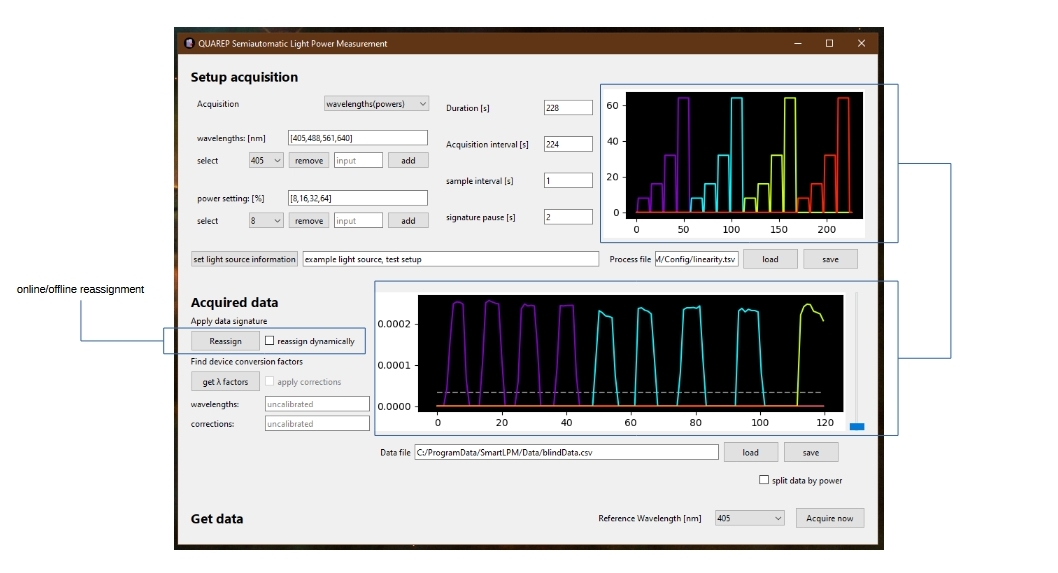 QUAREP Semiautomatic Light Power Measurement
Setup acquisition
Acquisition wavelengths(powers)
wavelengths: [nm] [405,488,561,640]
select 405 remove input add
power setting: [%] [8,16,32,64]
select 8 remove input add
Duration [s] 228
Acquisition interval [s] 224
sample interval [s] 1
signature pause [s] 2
60
40
20
0
0 50 100 150 200
set light source information example light source, test setup Process file M/Config/linearity.tsv load save
online/offline reassignment
Acquired data
Apply data signature
Reassign reassign dynamically
Find device conversion factors
get λ factors apply corrections
wavelengths: uncalibrated
corrections: uncalibrated
0.0002
0.0001
0.0000
0 20 40 60 80 100 120
Data file C:/ProgramData/SmartLPM/Data/blindData.csv load save
split data by power
Get data Reference Wavelength [nm] 405 Acquire now